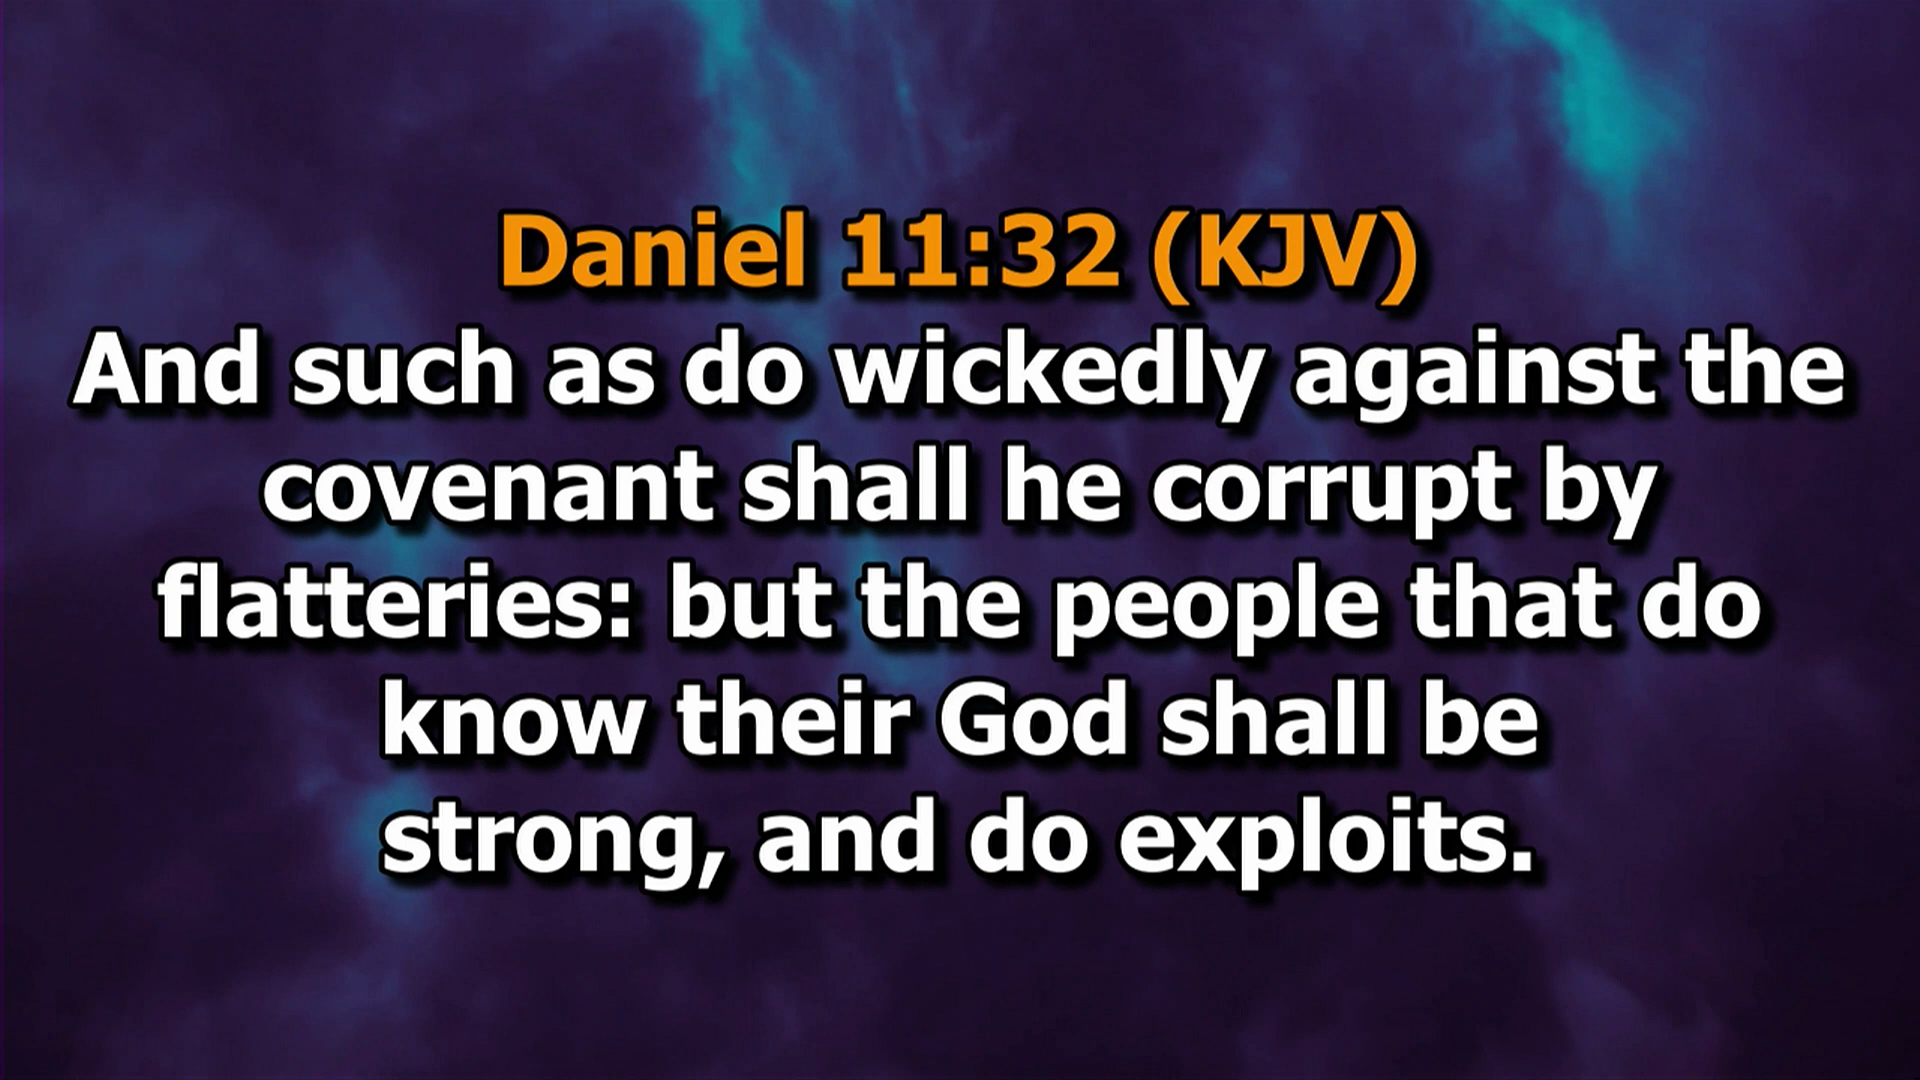 Daniel 11:32 (KJV)
And such as do wickedly against the
covenant shall he corrupt by
flatteries: but the people that do
know their God shall be
strong, and do exploits.